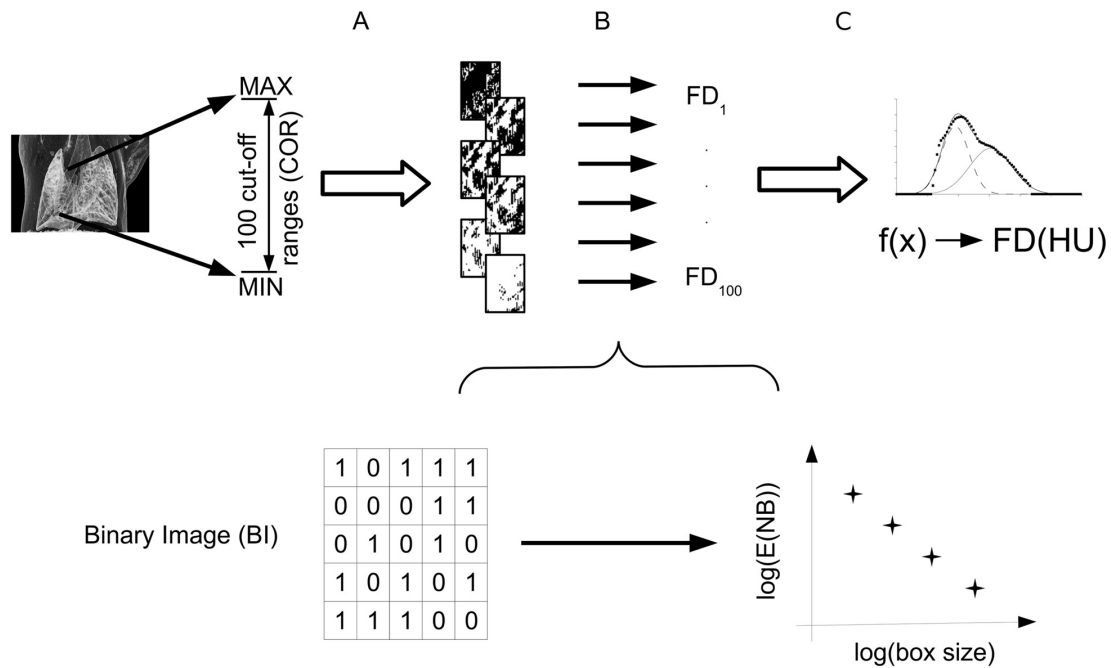 A
B
C
MAX
100 cut-off
ranges (COR)
MIN
FD1
.
.
.
FD100
f(x) → FD(HU)
Binary Image (BI)
1 0 1 1 1
0 0 0 1 1
0 1 0 1 0
1 0 1 0 1
1 1 1 0 0
log(E(NB))
log(box size)